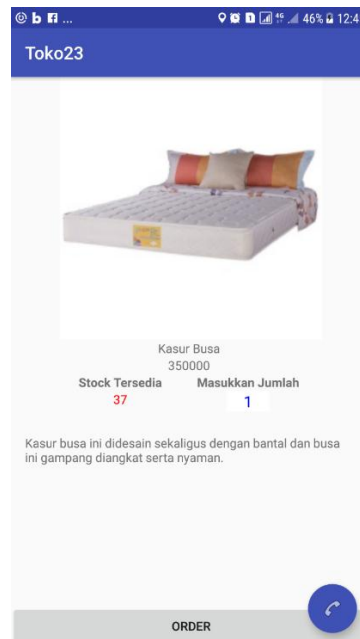 46% 12:4
Toko23
Kasur Busa
350000
Stock Tersedia Masukkan Jumlah
37 1
Kasur busa ini didesain sekaligus dengan bantal dan busa
ini gampang diangkat serta nyaman.
ORDER